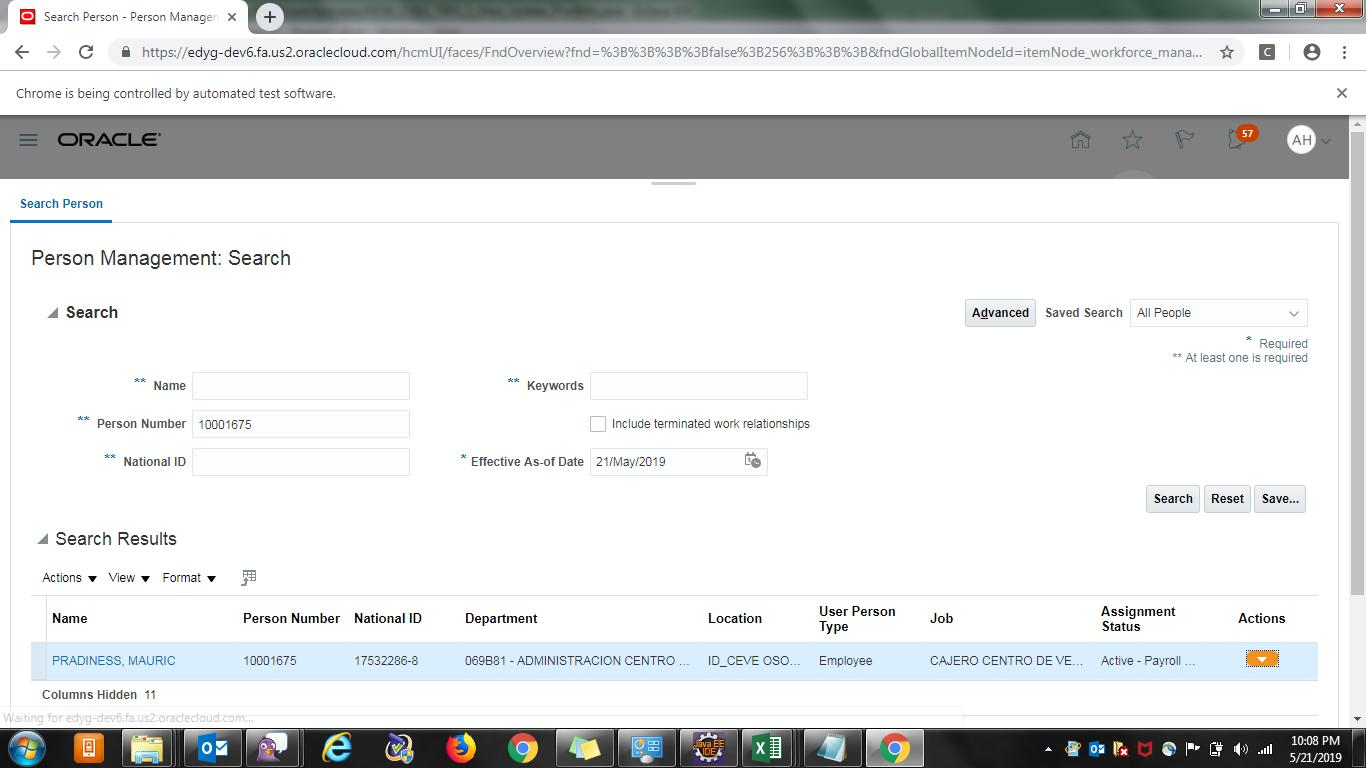 Search Person - Person Managen
https://edyg-dev6.fa.us2.oraclecloud.com/hcmUI/faces/FndOverview?fnd=%3B%3B%3B%3Bfalse%3B256%3B%3B%3B&fndGlobalItemNodeId=itemNode_workforce_mana...
Chrome is being controlled by automated test software.
ORACLE
57
AH
Search Person
Person Management: Search
Search
Advanced Saved Search All People
* Required
** At least one is required
** Name
** Keywords
** Person Number 10001675
Include terminated work relationships
** National ID
* Effective As-of Date 21/May/2019
Search Reset Save...
Search Results
Actions View Format
Name Person Number National ID Department Location User Person Type Job Assignment Status Actions
PRADINESS, MAURIC 10001675 17532286-8 069B81 - ADMINISTRACION CENTRO ... ID_CEVE OSO... Employee CAJERO CENTRO DE VE... Active - Payroll ...
Columns Hidden 11
Waiting for edyg-dev6.fa.us2.oraclecloud.com...
Java EE
IDE
10:08 PM
5/21/2019